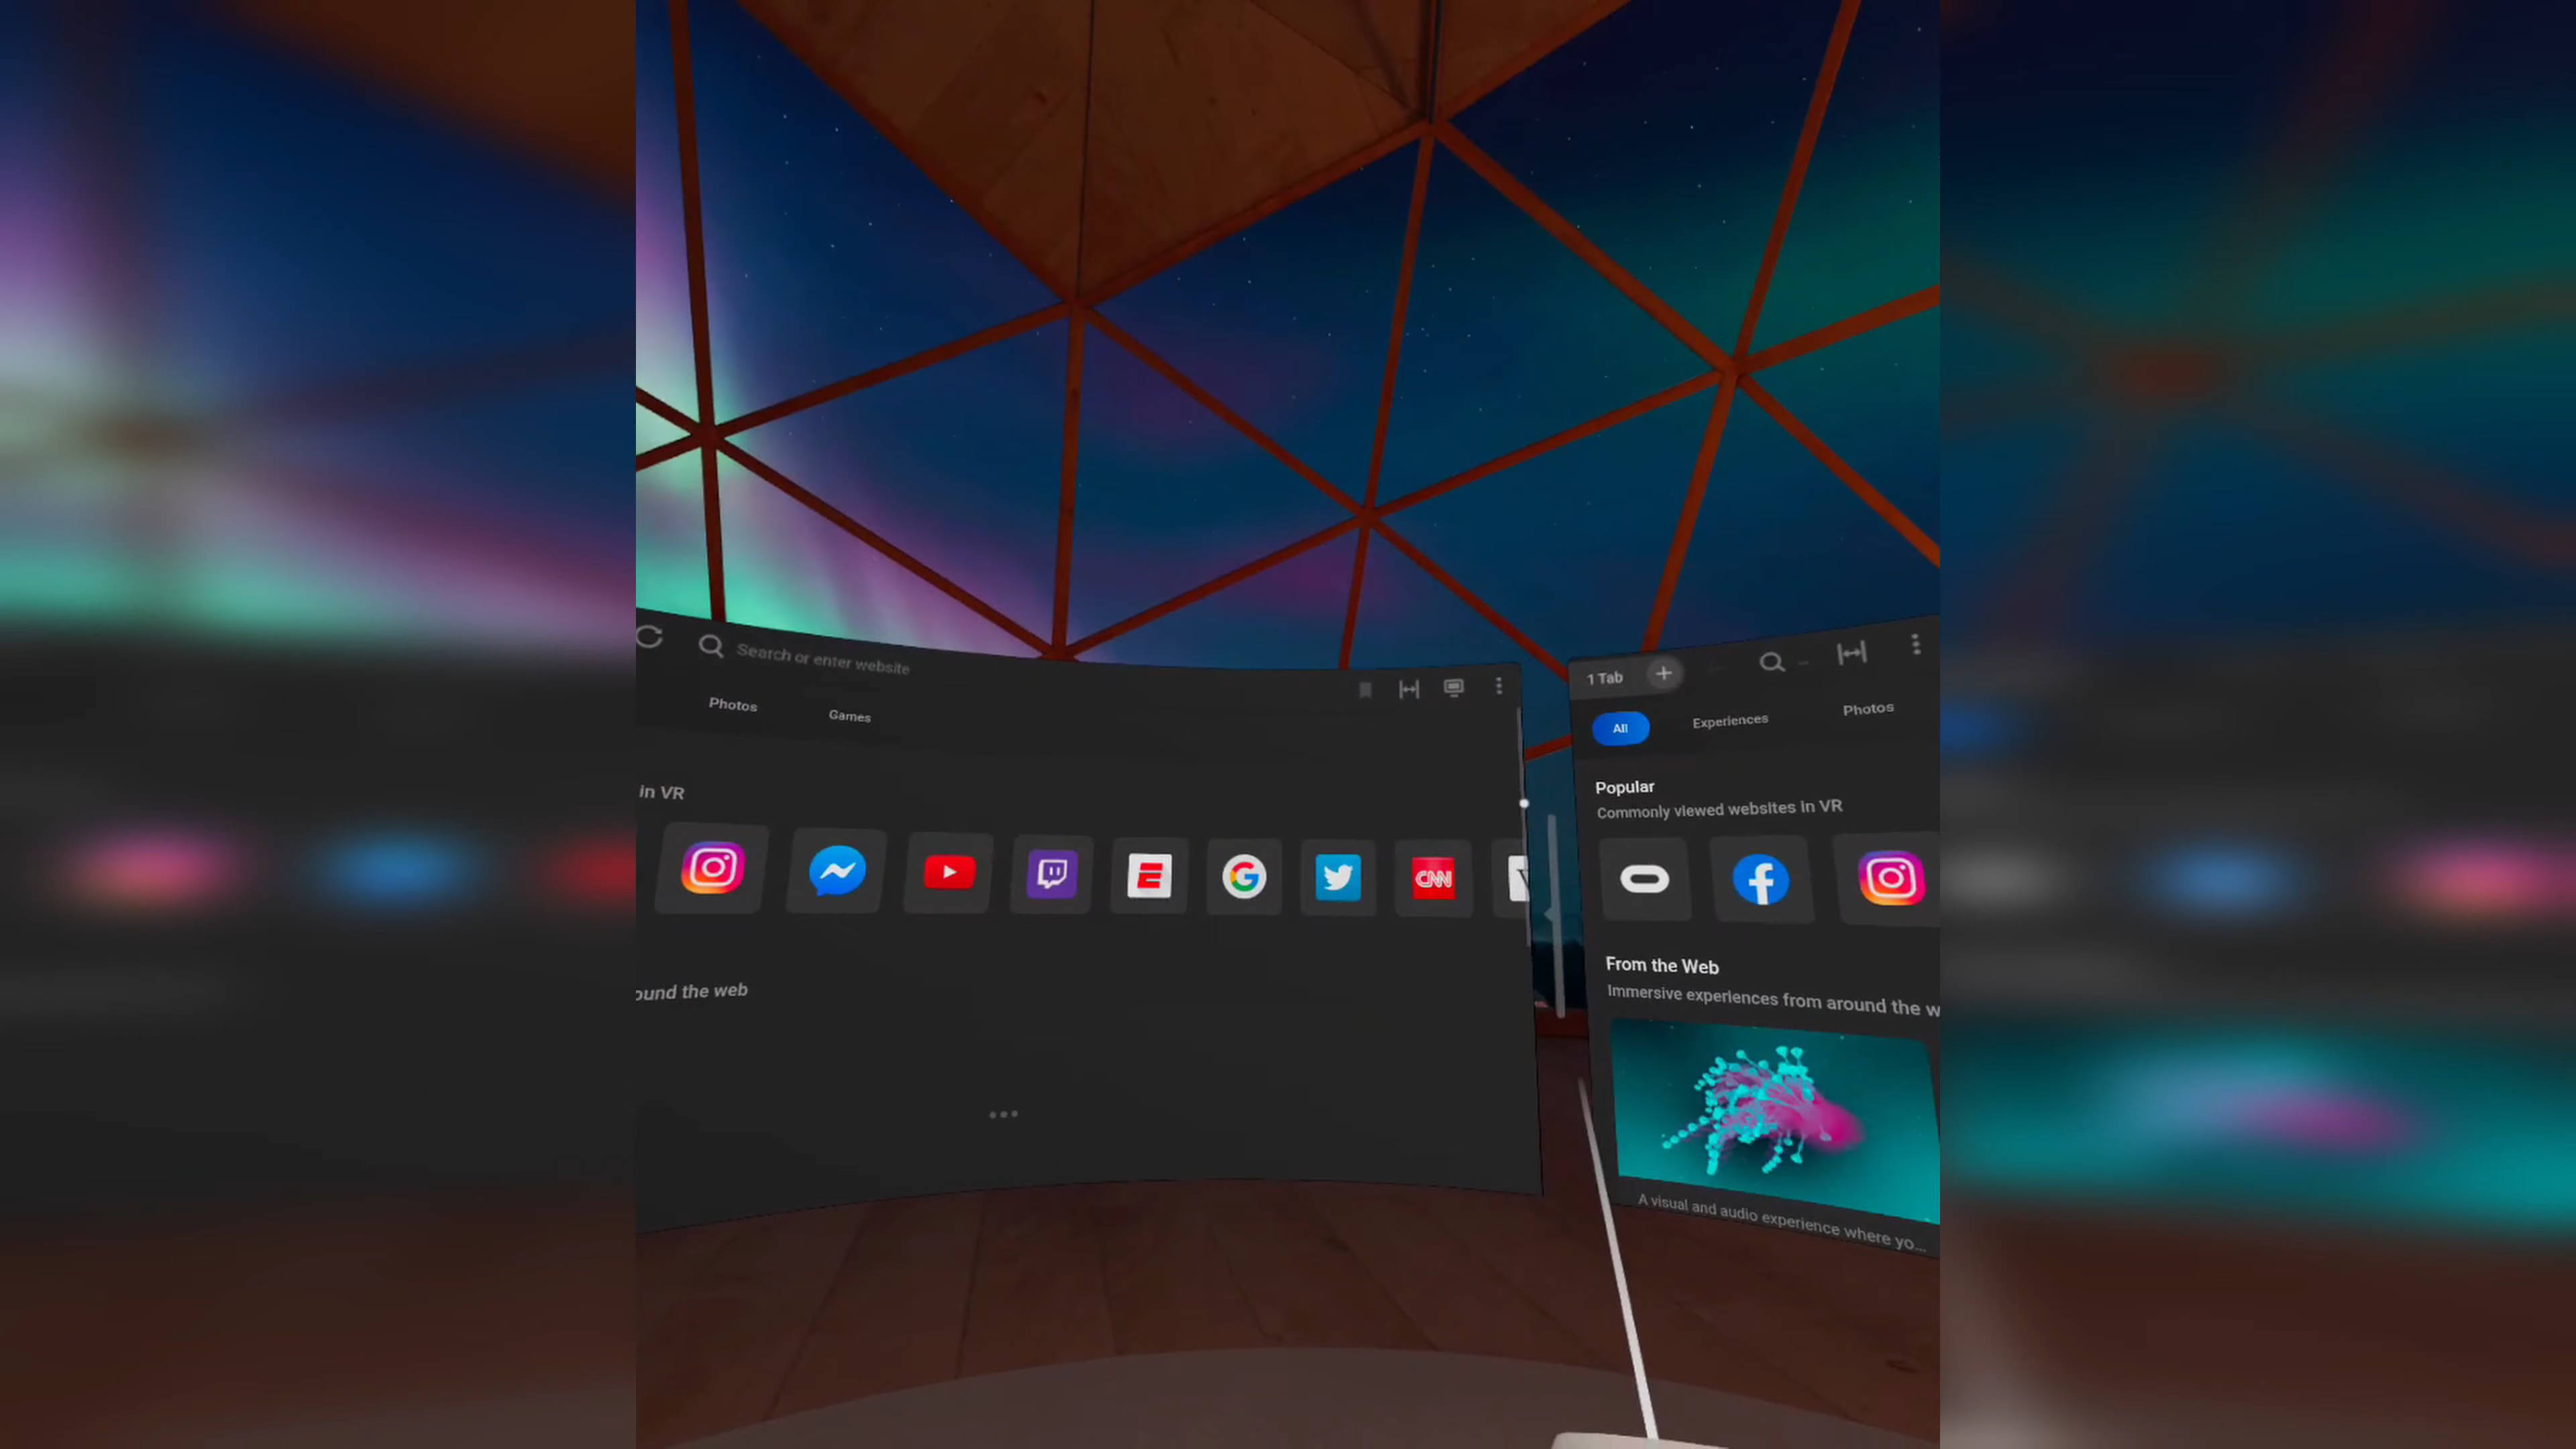 Search or enter website
Photos
Games
in VR
CNN
ound the web
1 Tab
All
Experiences
Photos
Popular
Commonly viewed websites in VR
From the Web
Immersive experiences from around the w
A visual and audio experience where yo...